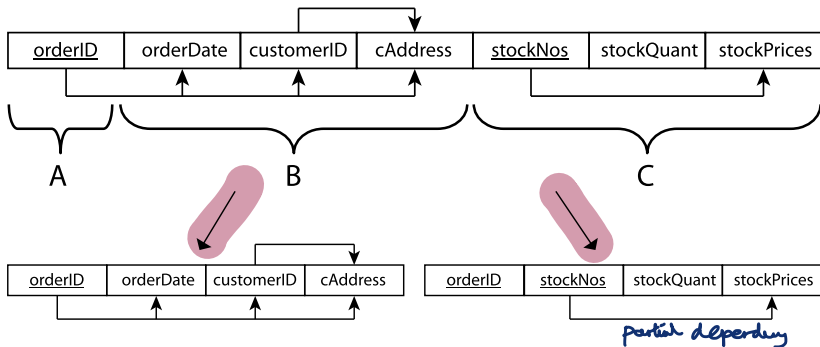 orderID orderDate customerID cAddress stockNos stockQuant stockPrices
A B C
orderID orderDate customerID cAddress orderID stockNos stockQuant stockPrices
partial dependency